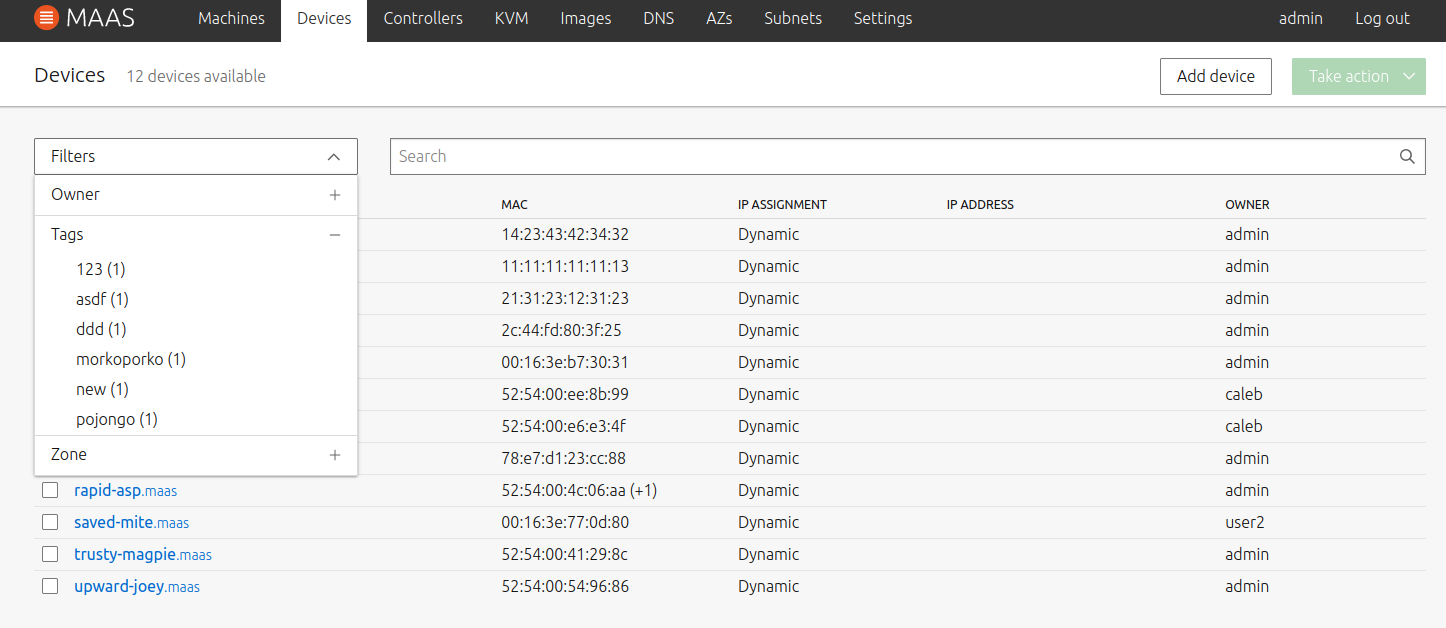 MAAS Machines Devices Controllers KVM Images DNS AZs Subnets Settings admin Log out
Devices 12 devices available Add device Take action
Filters Search
Owner
MAC IP ASSIGNMENT IP ADDRESS OWNER
Tags 14:23:43:42:34:32 Dynamic admin
123 (1) 11:11:11:11:11:13 Dynamic admin
asdf (1) 21:31:23:12:31:23 Dynamic admin
ddd (1) 2c:44:fd:80:3f:25 Dynamic admin
morkoporko (1) 00:16:3e:b7:30:31 Dynamic admin
new (1) 52:54:00:ee:8b:99 Dynamic caleb
pojongo (1) 52:54:00:e6:e3:4f Dynamic caleb
Zone 78:e7:d1:23:cc:88 Dynamic admin
rapid-asp.maas 52:54:00:4c:06:aa (+1) Dynamic admin
saved-mite.maas 00:16:3e:77:0d:80 Dynamic user2
trusty-magpie.maas 52:54:00:41:29:8c Dynamic admin
upward-joey.maas 52:54:00:54:96:86 Dynamic admin